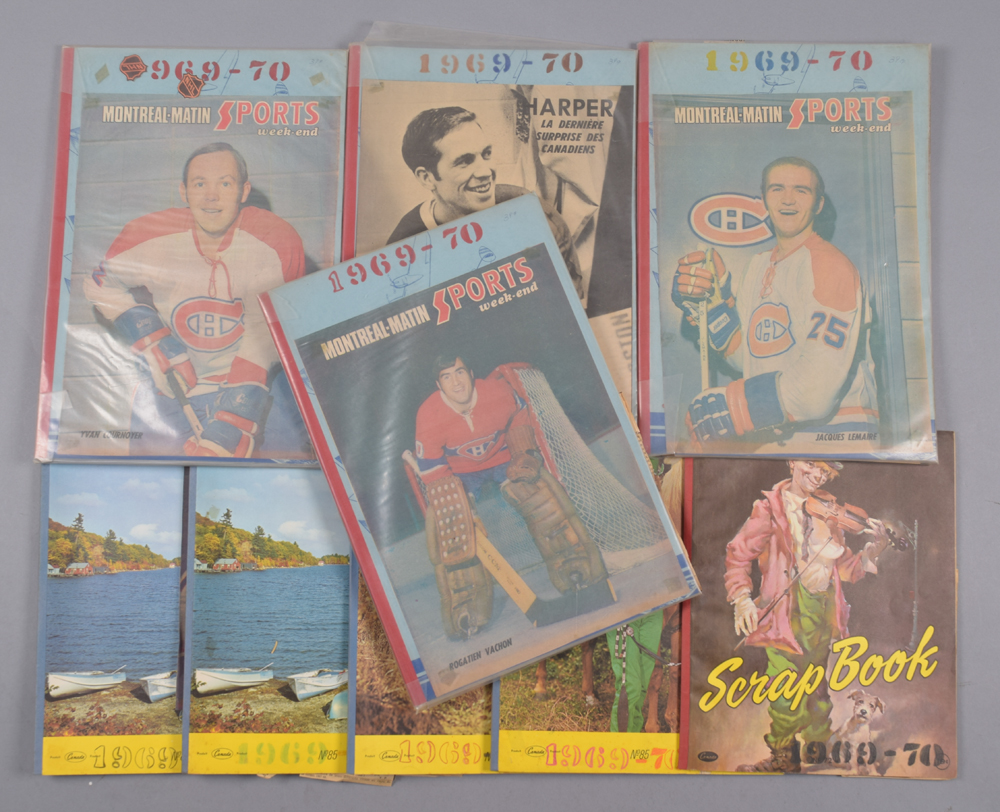 969-70
MONTREAL-MATIN SPORTS
week-end
YVAN COURNOYER
1969-70
HARPER
LA DERNIÈRE
SURPRISE DES
CANADIENS
1969-70
MONTREAL-MATIN SPORTS
week-end
75
JACQUES LEMAIRE
1969-70
MONTREAL-MATIN SPORTS
week-end
ROGATIEN VACHON
1969
1969
Nº85
1969
1969-70
Nº85
Scrap Book
1969-70